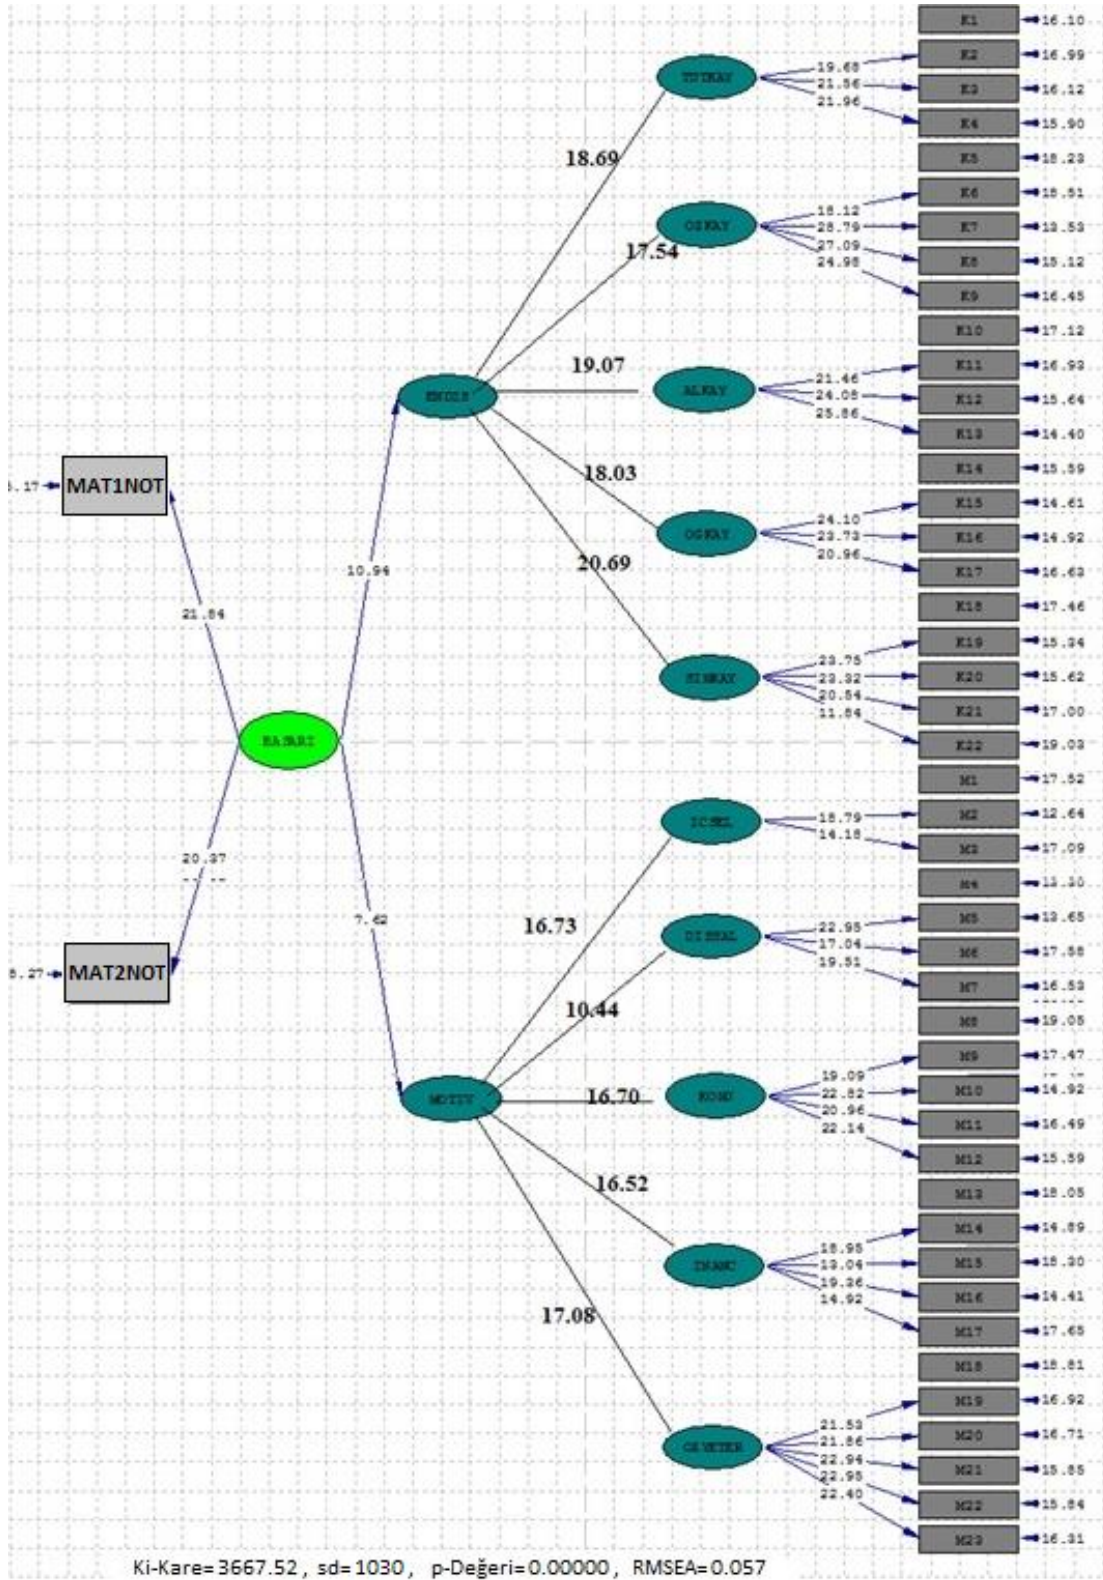 K1 16.10
K2 16.99
19.68
K3 16.12
21.96
K4 15.90
18.69
K5 18.23
K6
18.12
K7 13.53
28.79
27.09
K8 15.12
24.98
17.54
K9 16.45
K10 17.12
19.07
K11 16.93
ALKAY
21.46
K12 15.64
24.08
25.86
K13 14.40
K14 15.59
18.03
MAT1NOT
K15 14.61
24.10
K16 14.92
23.73
20.96
K17 16.63
10.94
20.69
K18 17.46
21.84
K19 15.34
23.75
K20 15.62
23.32
20.54
K21 17.00
11.84
BASARI
K22 19.03
M1 17.52
ICSEL
M2 12.64
18.79
14.18
M3 17.09
20.37
M4
7.62
16.73
M5 13.65
22.95
17.04
M6 17.58
19.51
MAT2NOT
8.27
M7 16.53
10.44
M8 19.05
M9 17.47
19.09
MOTIV
16.70
M10 14.92
22.82
20.96
M11 16.49
22.14
M12 15.59
16.52
M13 18.05
M14 14.89
18.95
INANC
M15 18.30
13.04
19.36
M16 14.41
14.92
17.08
M17 17.65
M18 18.81
M19 16.92
21.53
OZYETER
M20 16.71
21.86
22.94
M21 15.85
22.95
22.40
M22 15.84
M23 16.31
Ki-Kare=3667.52, sd=1030, p-Değeri=0.00000, RMSEA=0.057